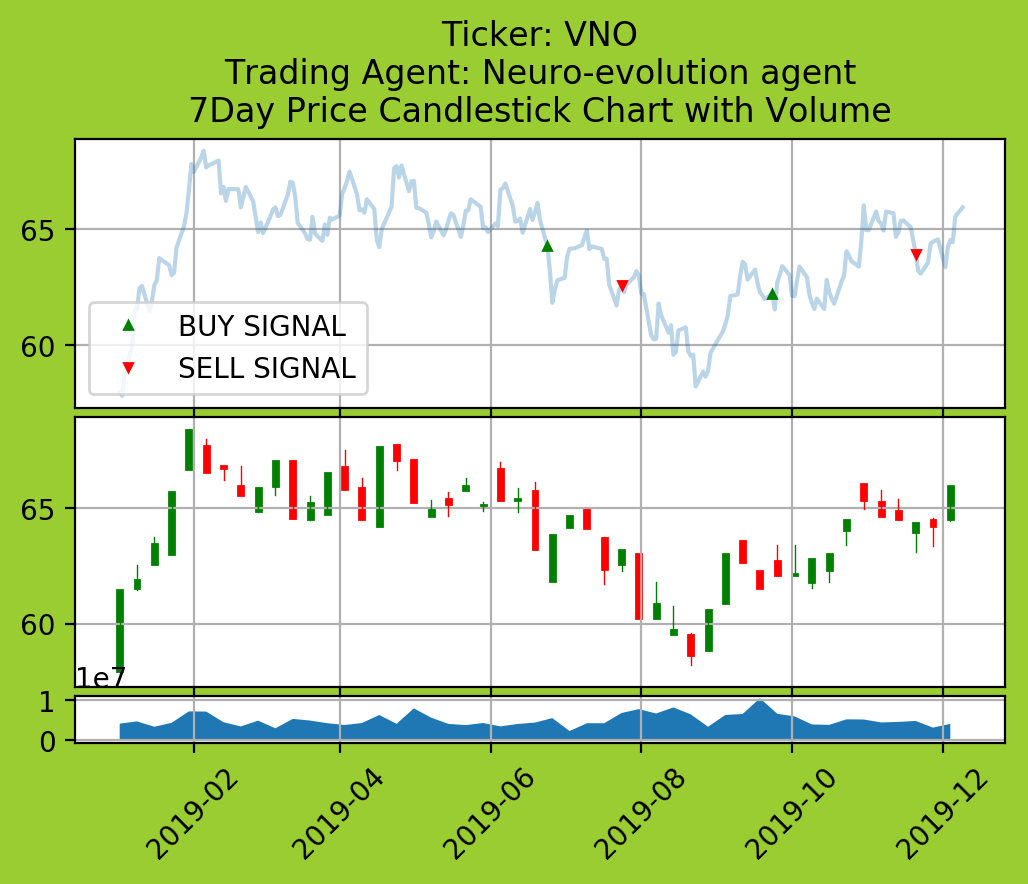 Ticker: VNO
Trading Agent: Neuro-evolution agent
7Day Price Candlestick Chart with Volume
65
60
BUY SIGNAL
SELL SIGNAL
65
60
1e7
1
0
2019-02
2019-04
2019-06
2019-08
2019-10
2019-12